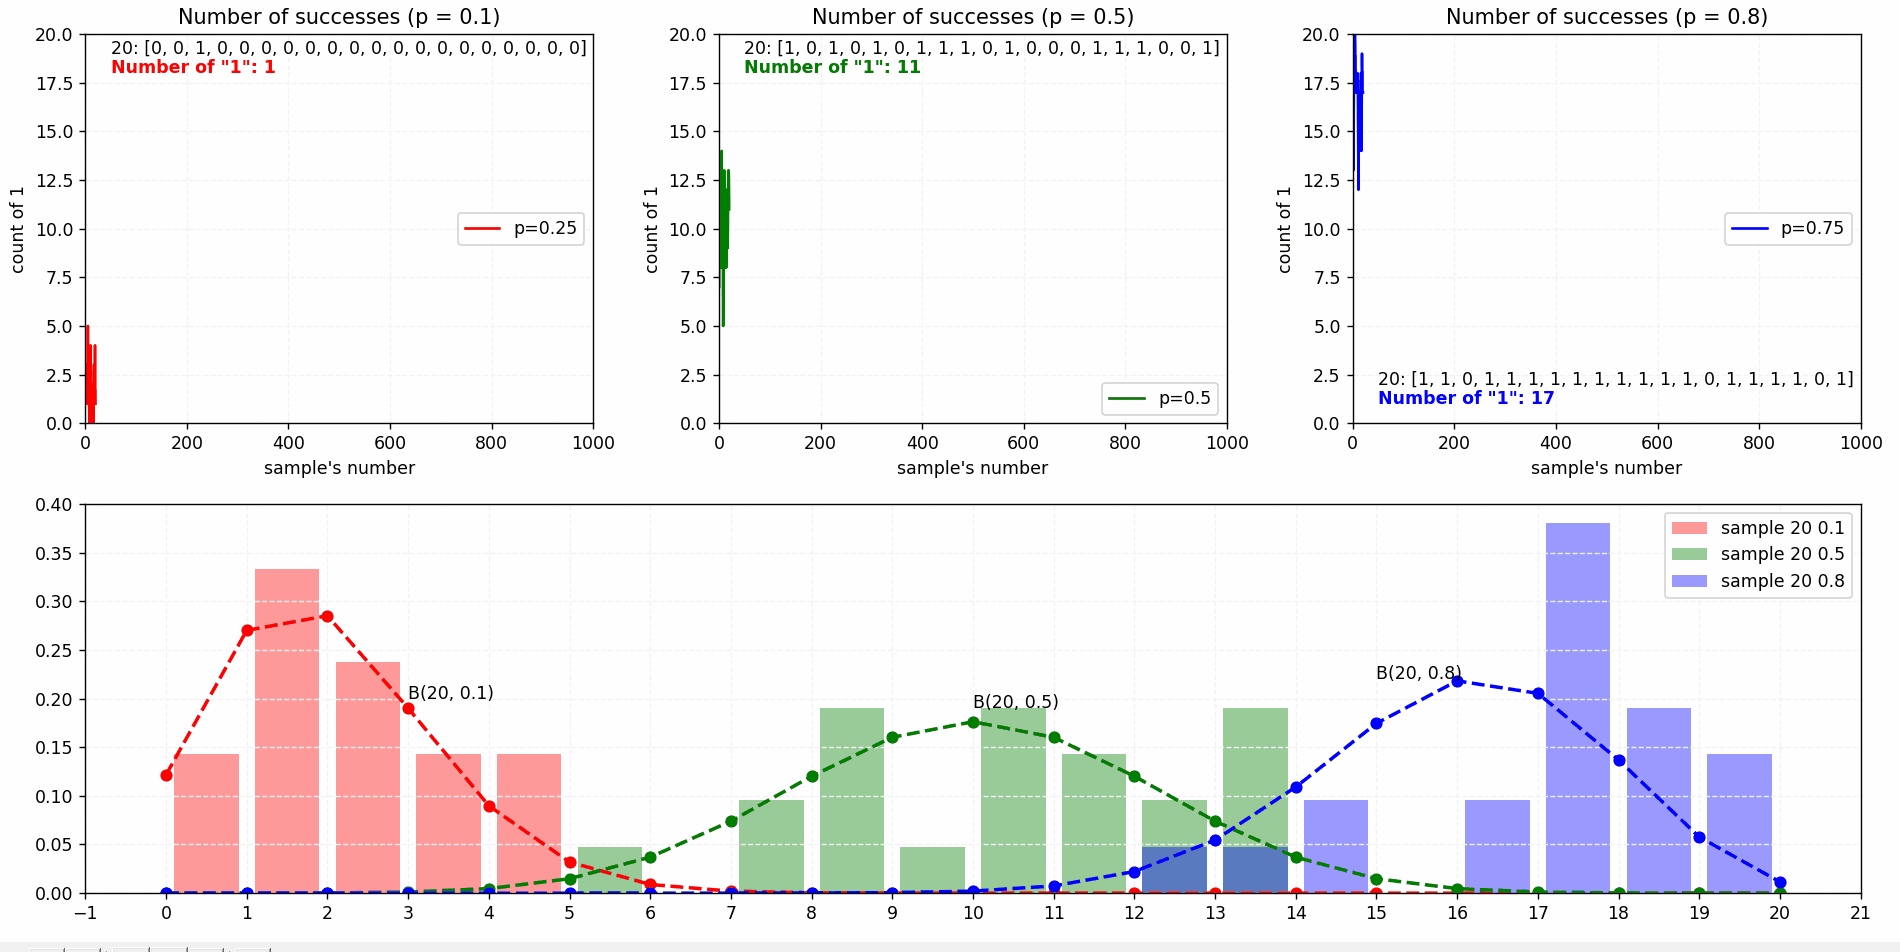 Number of successes (p = 0.1)
20.0
17.5
15.0
12.5
10.0
7.5
5.0
2.5
0.0
count of 1
20: [0, 0, 1, 0, 0, 0, 0, 0, 0, 0, 0, 0, 0, 0, 0, 0, 0, 0, 0, 0]
Number of "1": 1
p=0.25
0 200 400 600 800 1000
sample's number
Number of successes (p = 0.5)
20.0
17.5
15.0
12.5
10.0
7.5
5.0
2.5
0.0
count of 1
20: [1, 0, 1, 0, 1, 0, 1, 1, 1, 0, 1, 0, 0, 0, 1, 1, 1, 0, 0, 1]
Number of "1": 11
p=0.5
0 200 400 600 800 1000
sample's number
Number of successes (p = 0.8)
20.0
17.5
15.0
12.5
10.0
7.5
5.0
2.5
0.0
count of 1
p=0.75
20: [1, 1, 0, 1, 1, 1, 1, 1, 1, 1, 1, 1, 1, 0, 1, 1, 1, 1, 0, 1]
Number of "1": 17
0 200 400 600 800 1000
sample's number
0.40
0.35
0.30
0.25
0.20
0.15
0.10
0.05
0.00
sample 20 0.1
sample 20 0.5
sample 20 0.8
B(20, 0.1)
B(20, 0.5)
B(20, 0.8)
−1 0 1 2 3 4 5 6 7 8 9 10 11 12 13 14 15 16 17 18 19 20 21